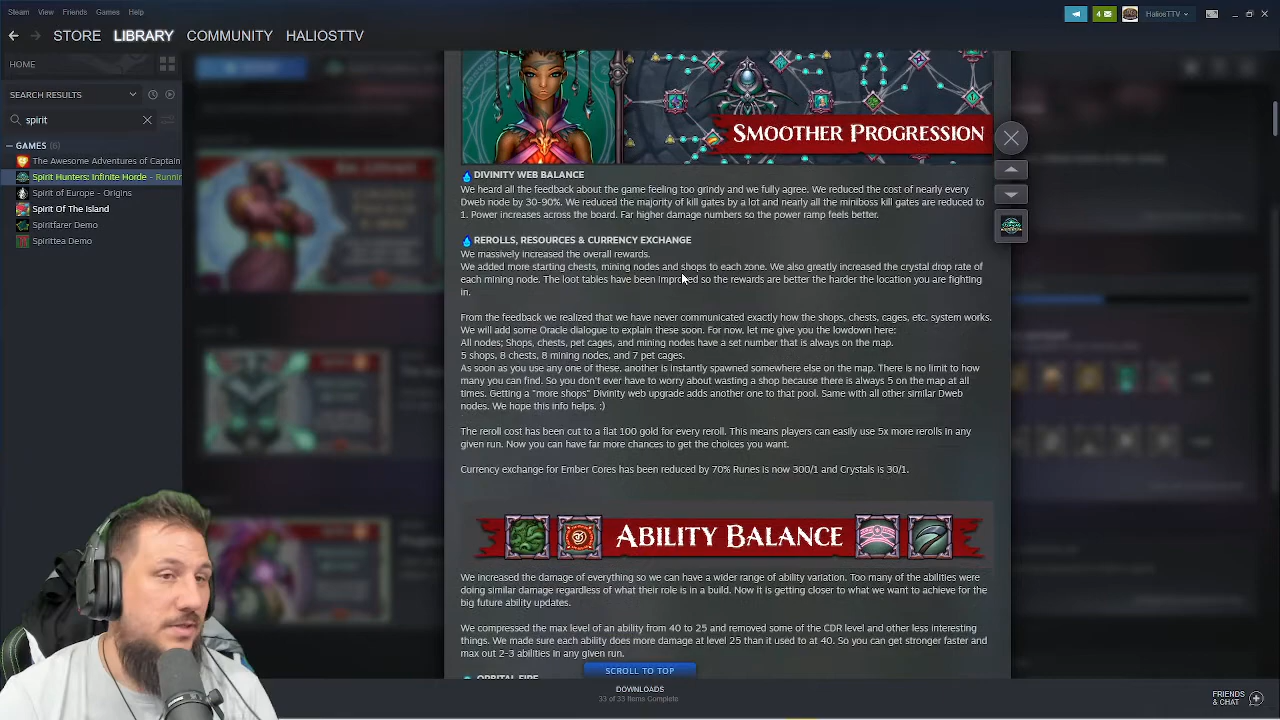 Steam View Friends Games Help
4
HaliosTTV
STORE LIBRARY COMMUNITY HALIOSTTV
HOME
SEARCH RESULTS
spirit
GAMES (6)
The Awesome Adventures of Captain
Spirit Hunters: Infinite Horde - Runnin
Spirit of Europe - Origins
Spirit Of The Island
Spiritfarer Demo
Spirittea Demo
SMOOTHER PROGRESSION
DIVINITY WEB BALANCE
We heard all the feedback about the game feeling too grindy and we fully agree. We reduced the cost of nearly every
Dweb node by 30-90%. We reduced the majority of kill gates by a lot and nearly all the miniboss kill gates are reduced to
1. Power increases across the board. Far higher damage numbers so the power ramp feels better.
REROLLS, RESOURCES & CURRENCY EXCHANGE
We massively increased the overall rewards.
We added more starting chests, mining nodes and shops to each zone. We also greatly increased the crystal drop rate of
each mining node. The loot tables have been improved so the rewards are better the harder the location you are fighting
in.
From the feedback we realized that we have never communicated exactly how the shops, chests, cages, etc. system works.
We will add some Oracle dialogue to explain these soon. For now, let me give you the lowdown here:
All nodes; Shops, chests, pet cages, and mining nodes have a set number that is always on the map.
5 shops, 8 chests, 8 mining nodes, and 7 pet cages.
As soon as you use any one of these, another is instantly spawned somewhere else on the map. There is no limit to how
many you can find. So you don't ever have to worry about wasting a shop because there is always 5 on the map at all
times. Getting a "more shops" Divinity web upgrade adds another one to that pool. Same with all other similar Dweb
nodes. We hope this info helps. :)
The reroll cost has been cut to a flat 100 gold for every reroll. This means players can easily use 5x more rerolls in any
given run. Now you can have far more chances to get the choices you want.
Currency exchange for Ember Cores has been reduced by 70% Runes is now 300/1 and Crystals is 30/1.
ABILITY BALANCE
We increased the damage of everything so we can have a wider range of ability variation. Too many of the abilities were
doing similar damage regardless of what their role is in a build. Now it is getting closer to what we want to achieve for the
big future ability updates.
We compressed the max level of an ability from 40 to 25 and removed some of the CDR level and other less interesting
things. We made sure each ability does more damage at level 25 than it used to at 40. So you can get stronger faster and
max out 2-3 abilities in any given run.
ORBITAL FIRE
SCROLL TO TOP
DOWNLOADS
33 of 33 Items Complete
FRIENDS
& CHAT